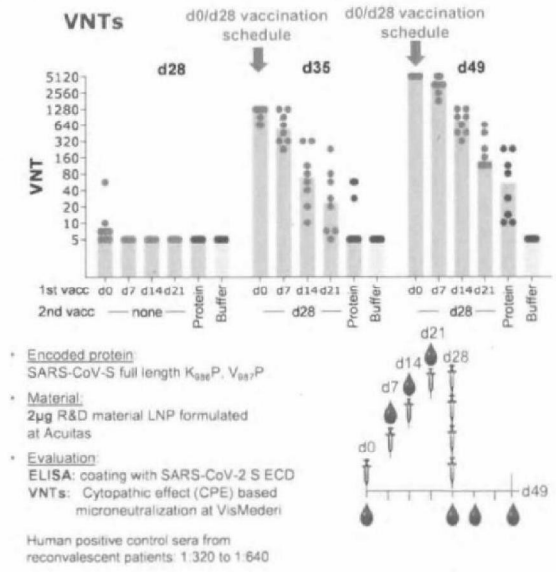 VNTs
d0/d28 vaccination
schedule
d0/d28 vaccination
schedule
d28
d35
d49
VNT
5120
2560
1280
640
320
160
80
40
20
10
5
1st vacc d0 d7 d14 d21 Protein Buffer d0 d7 d14 d21 Protein Buffer d0 d7 d14 d21 Protein Buffer
2nd vacc none d28 d28
• Encoded protein:
SARS-CoV-S full length K₉₈₆P, V₉₈₇P
• Material:
2µg R&D material LNP formulated
at Acuitas
• Evaluation:
ELISA: coating with SARS-CoV-2 S ECD
VNTs: Cytopathic effect (CPE) based
microneutralization at VisMederi
Human positive control sera from
reconvalescent patients: 1:320 to 1:640
d0
d7
d14
d21
d28
d49